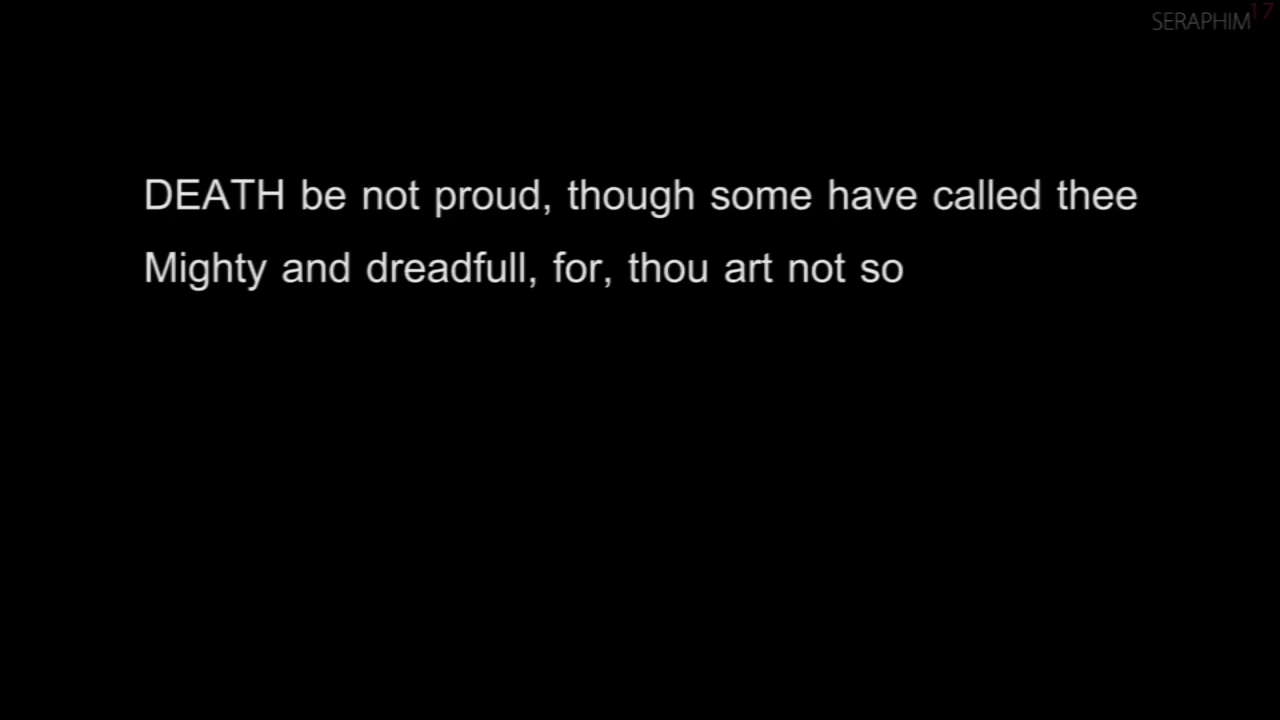 SERAPHIM17
DEATH be not proud, though some have called thee
Mighty and dreadfull, for, thou art not so